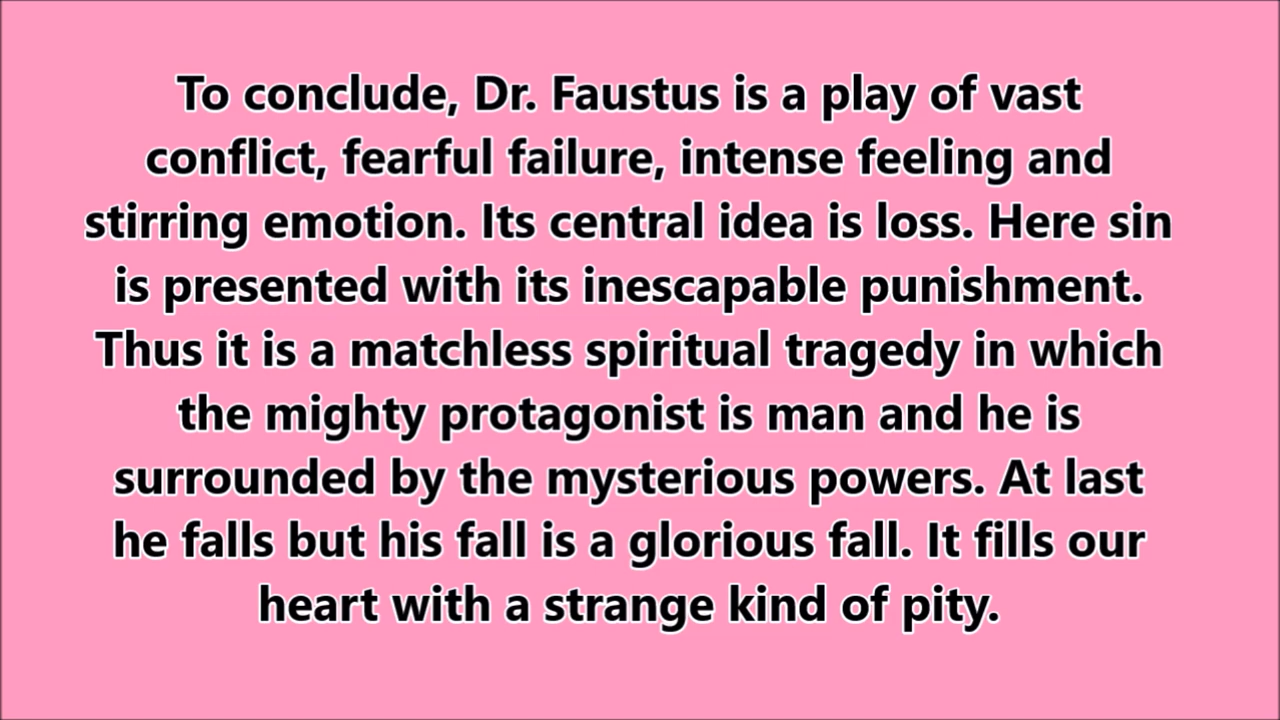 To conclude, Dr. Faustus is a play of vast
conflict, fearful failure, intense feeling and
stirring emotion. Its central idea is loss. Here sin
is presented with its inescapable punishment.
Thus it is a matchless spiritual tragedy in which
the mighty protagonist is man and he is
surrounded by the mysterious powers. At last
he falls but his fall is a glorious fall. It fills our
heart with a strange kind of pity.